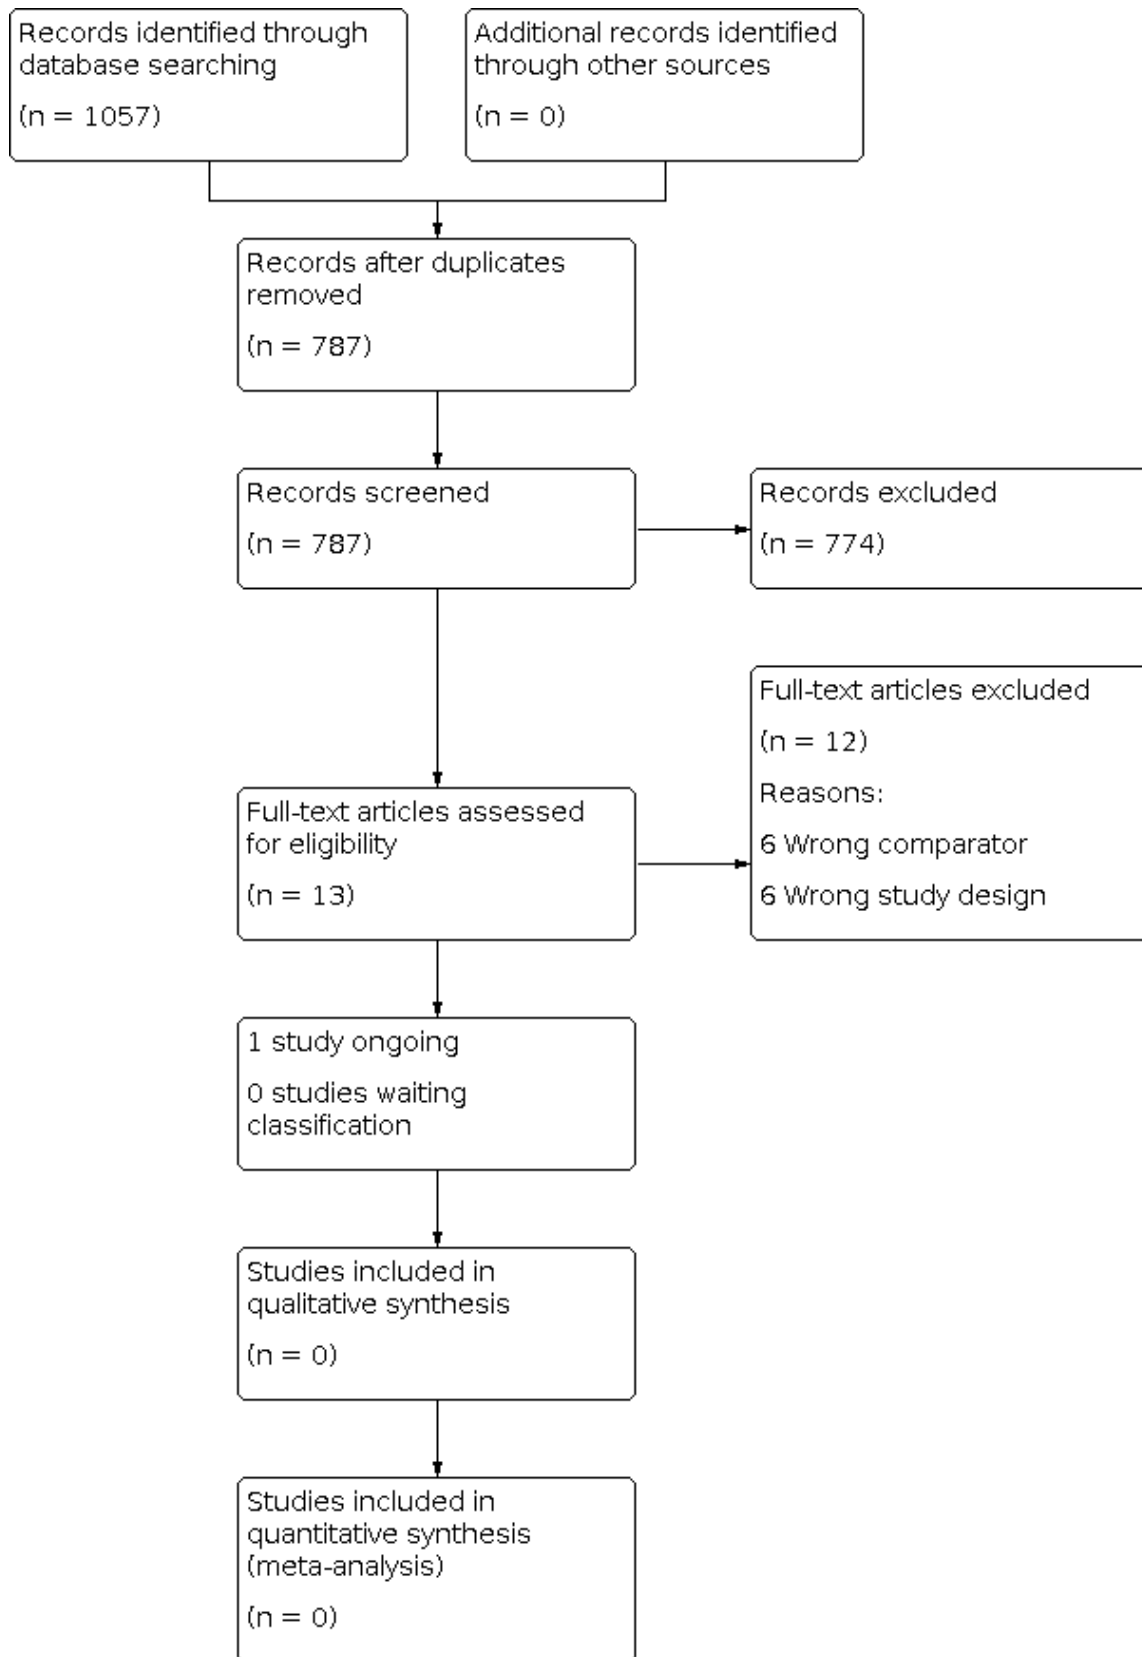 Records identified through
database searching
(n = 1057)
Additional records identified
through other sources
(n = 0)
Records after duplicates
removed
(n = 787)
Records screened
(n = 787)
Records excluded
(n = 774)
Full-text articles excluded
(n = 12)
Reasons:
6 Wrong comparator
6 Wrong study design
Full-text articles assessed
for eligibility
(n = 13)
1 study ongoing
0 studies waiting
classification
Studies included in
qualitative synthesis
(n = 0)
Studies included in
quantitative synthesis
(meta-analysis)
(n = 0)